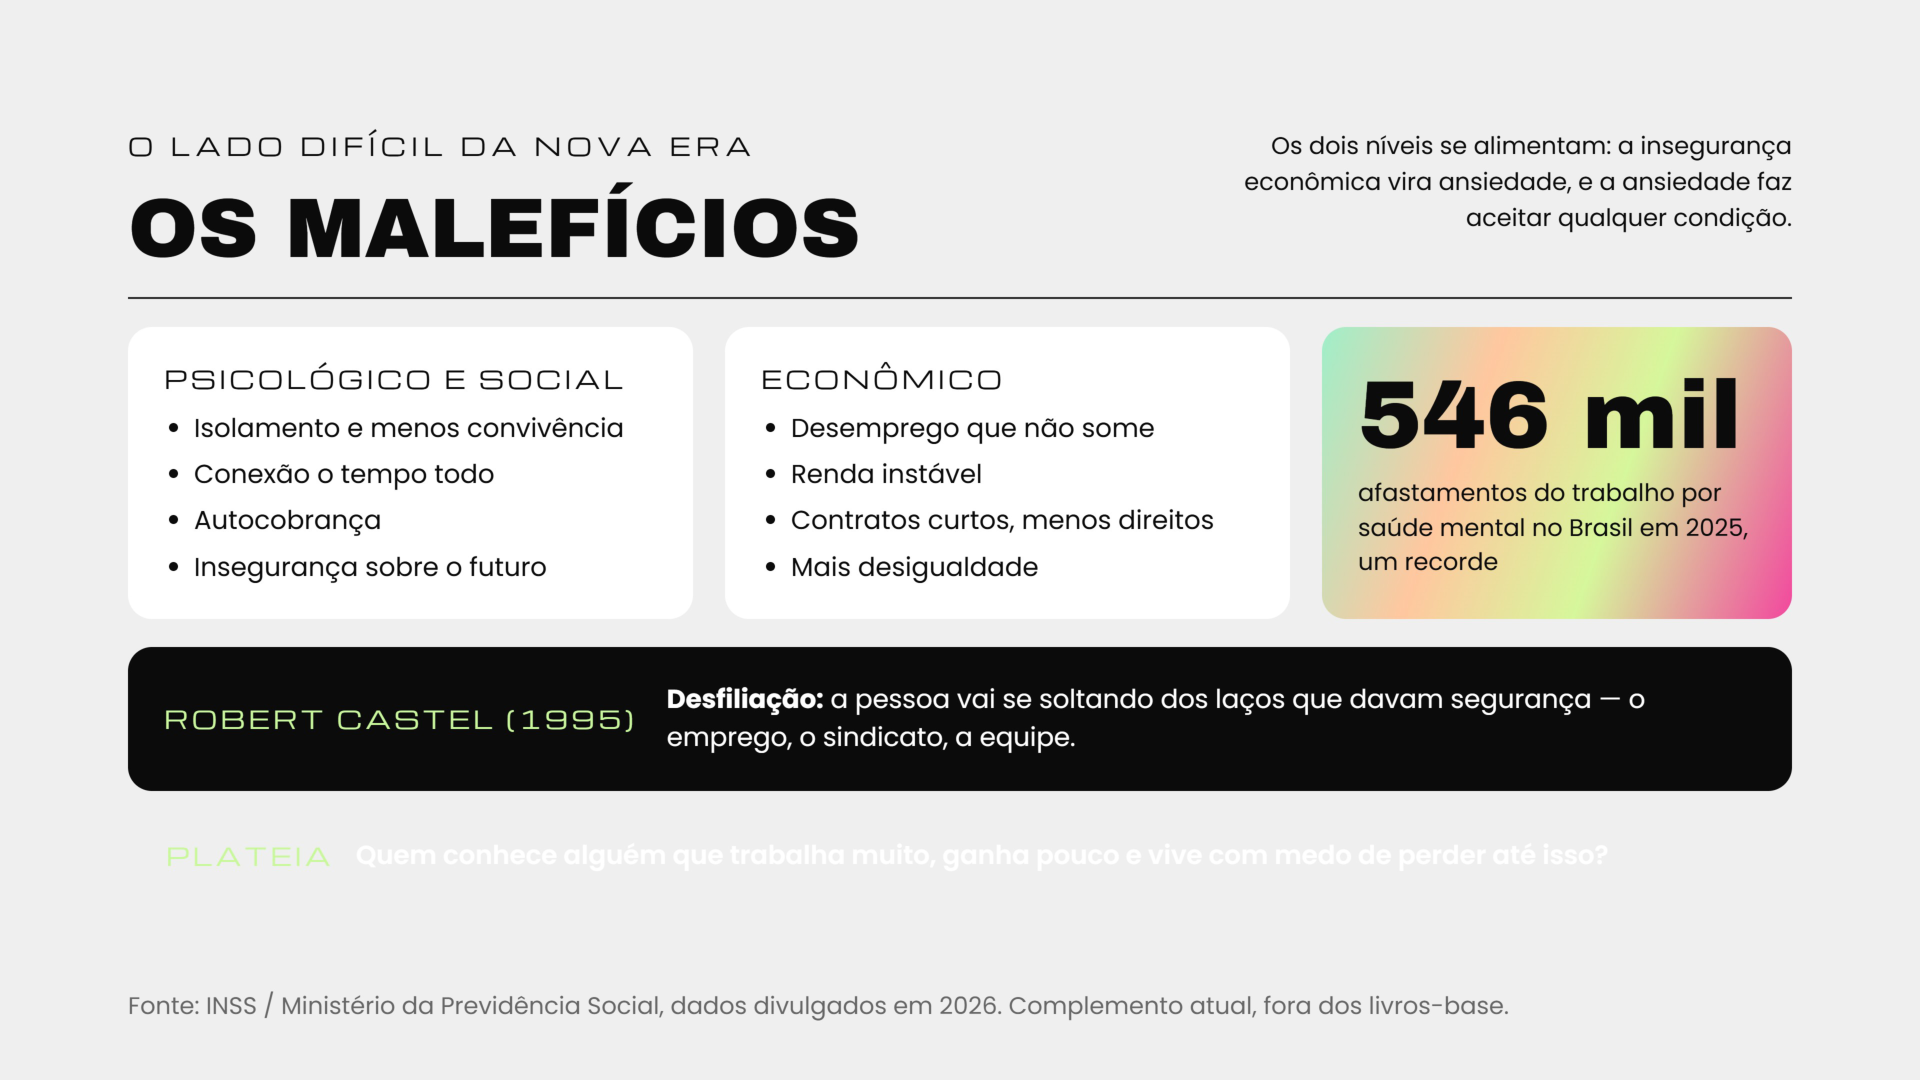 O LADO DIFÍCIL DA NOVA ERA
OS MALEFÍCIOS
Os dois níveis se alimentam: a insegurança
econômica vira ansiedade, e a ansiedade faz
aceitar qualquer condição.
PSICOLÓGICO E SOCIAL
• Isolamento e menos convivência
• Conexão o tempo todo
• Autocobrança
• Insegurança sobre o futuro
ECONÔMICO
• Desemprego que não some
• Renda instável
• Contratos curtos, menos direitos
• Mais desigualdade
546 mil
afastamentos do trabalho por
saúde mental no Brasil em 2025,
um recorde
ROBERT CASTEL (1995)
Desfiliação: a pessoa vai se soltando dos laços que davam segurança — o
emprego, o sindicato, a equipe.
PLATEIA Quem conhece alguém que trabalha muito, ganha pouco e vive com medo de perder até isso?
Fonte: INSS / Ministério da Previdência Social, dados divulgados em 2026. Complemento atual, fora dos livros-base.